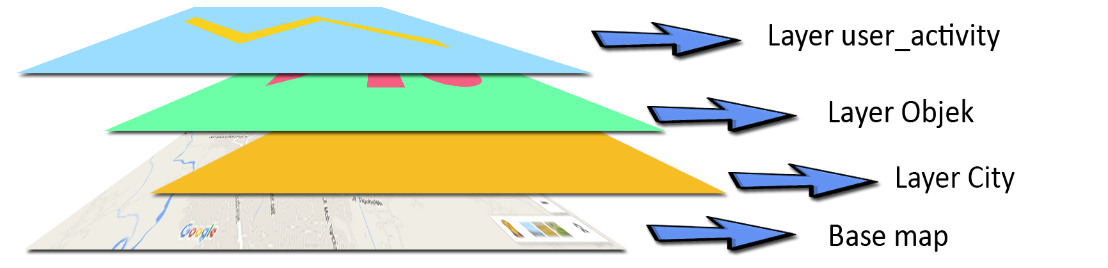 Layer user_activity
Layer Objek
Layer City
Google
Base map